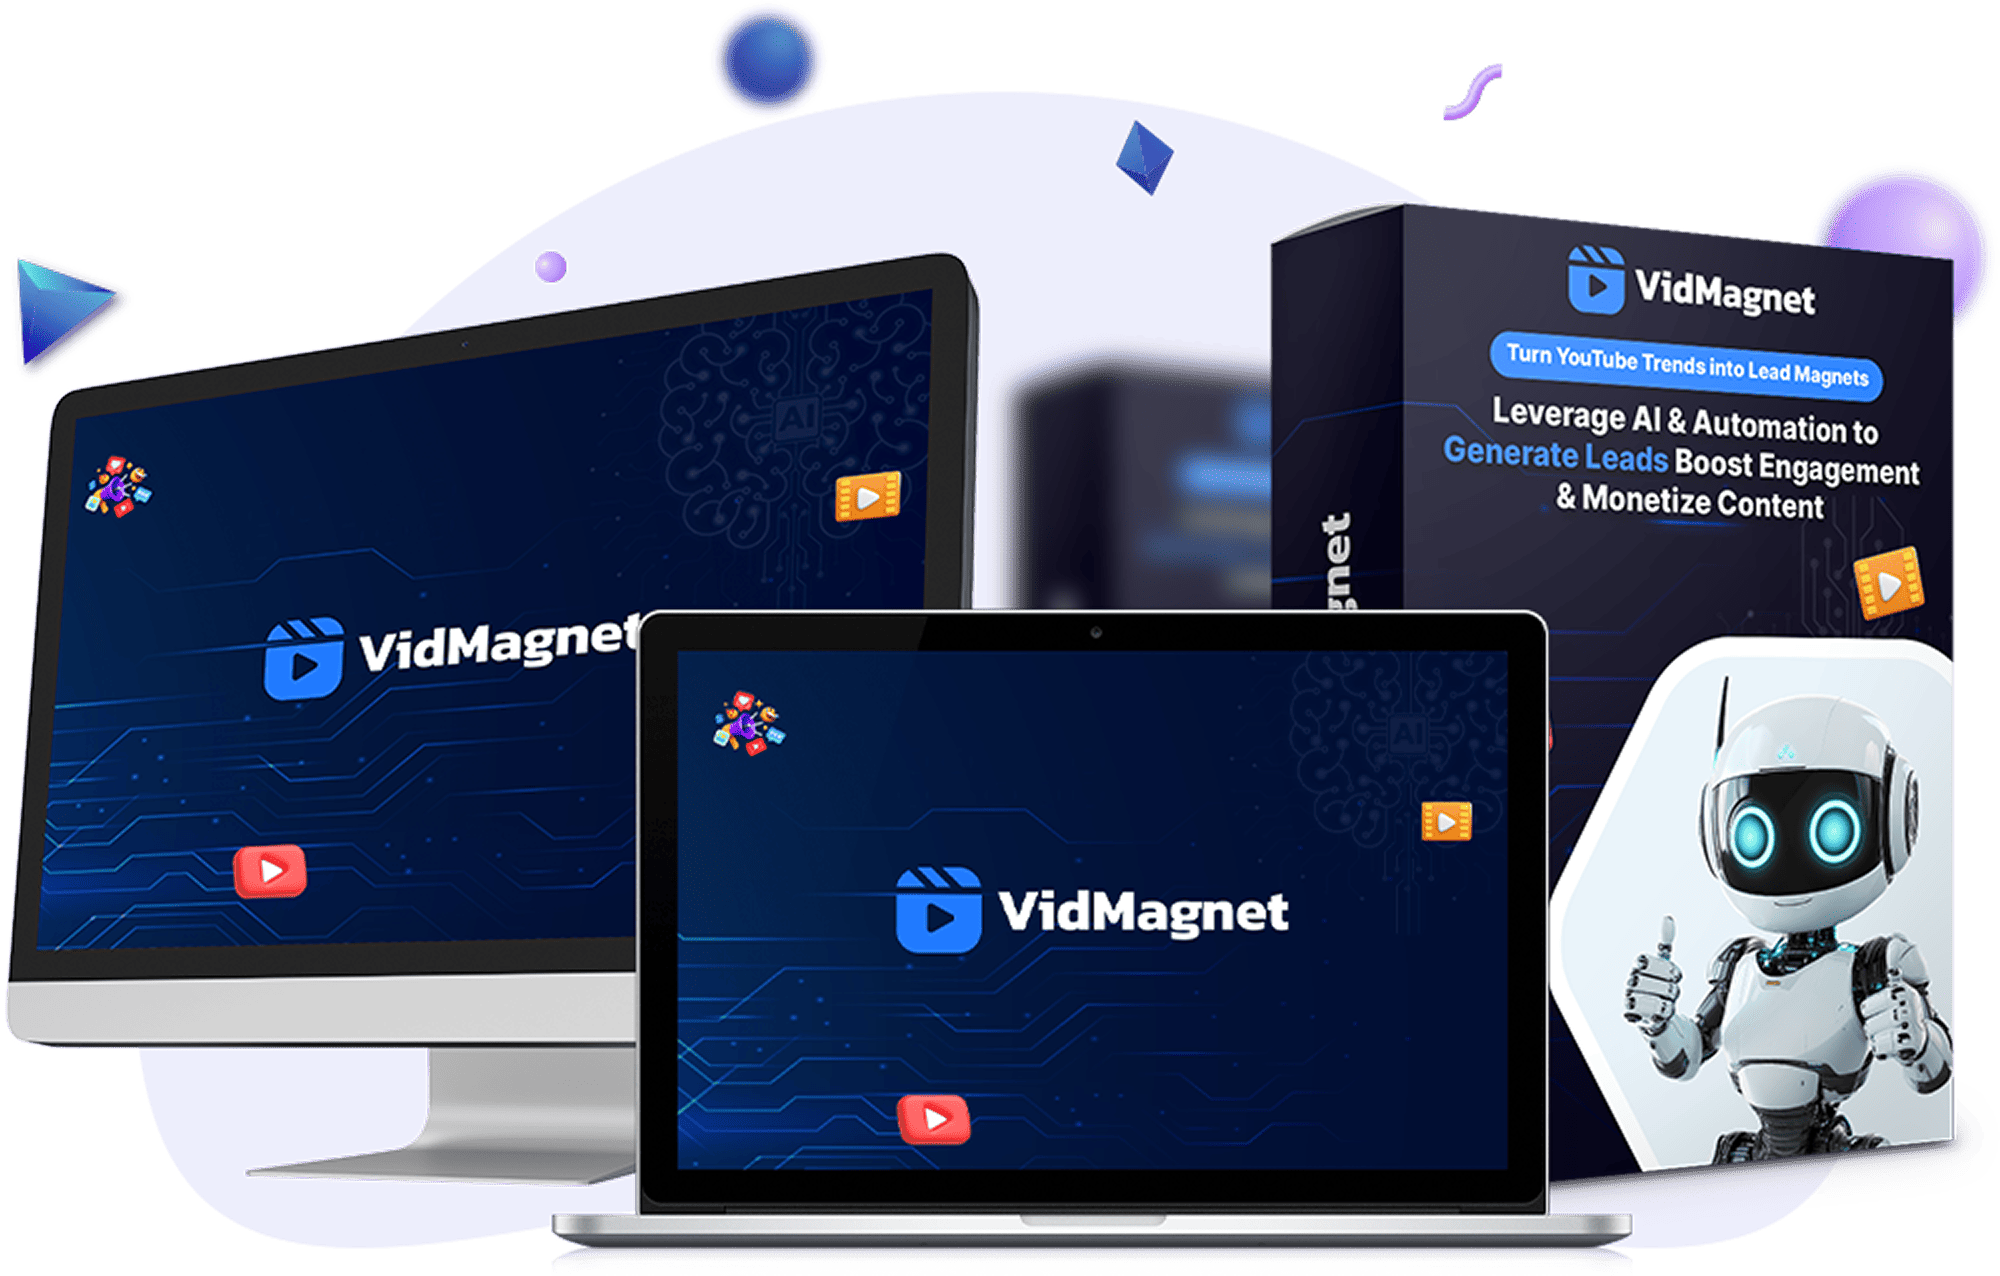 VidMagnet
Turn YouTube Trends into Lead Magnets
Leverage AI & Automation to
Generate Leads Boost Engagement
& Monetize Content
AI
VidMagnet
AI
VidMagnet